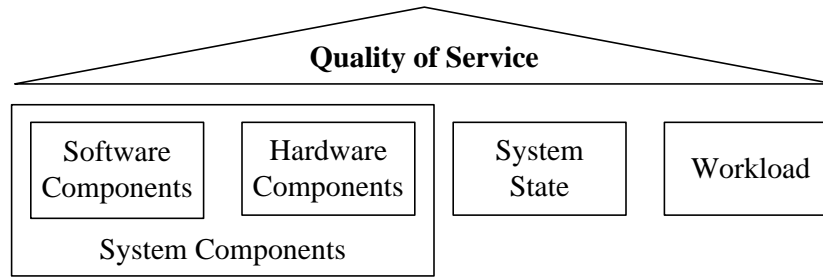 Quality of Service
Software
Components
Hardware
Components
System
State
Workload
System Components